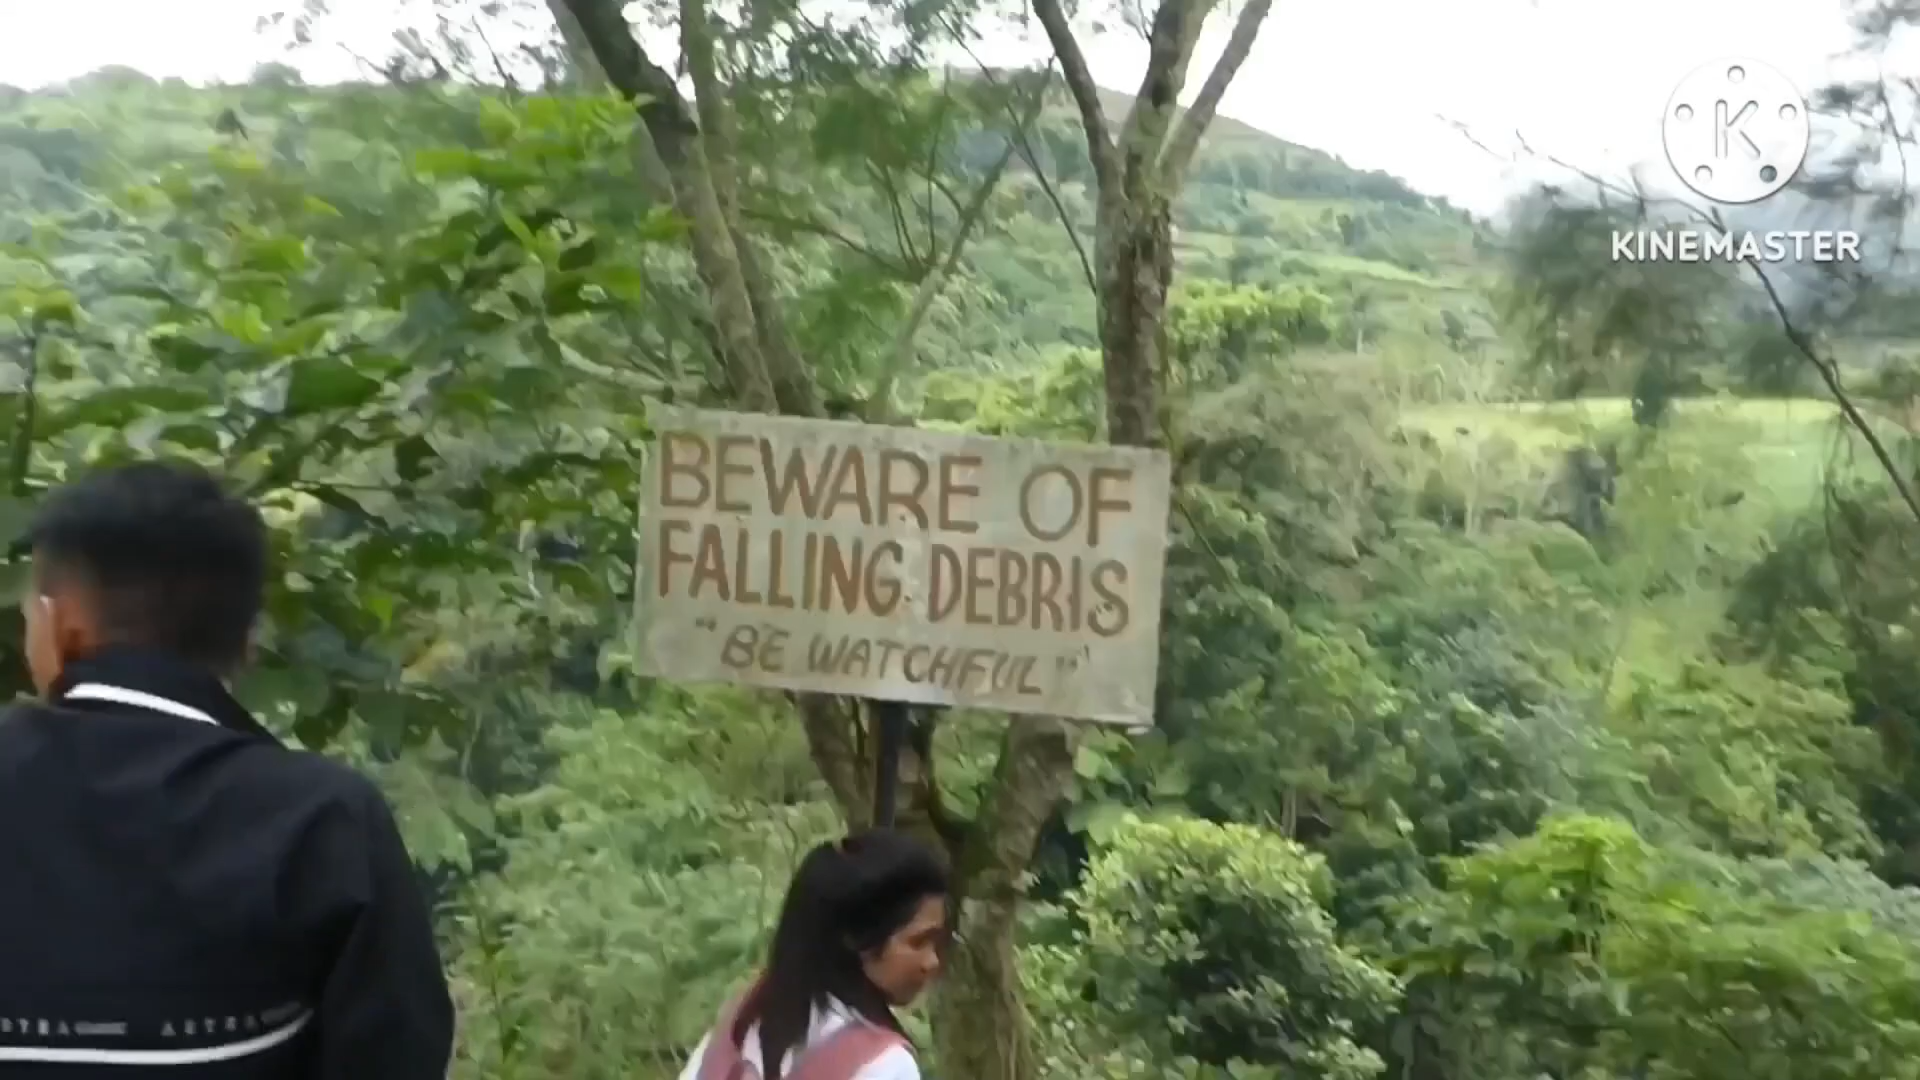 BEWARE OF
FALLING DEBRIS
"BE WATCHFUL"
K
KINEMASTER